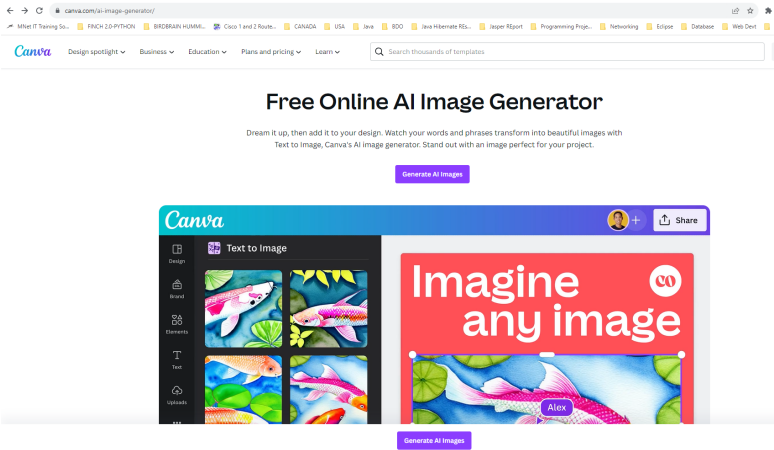 canva.com/ai-image-generator/
MNet IT Training So...
FINCH 2.0-PYTHON
BIRDBRAIN HUMMI...
Cisco 1 and 2 Route...
CANADA
USA
Java
BDO
Java Hibernate REs...
Jasper REport
Programming Proje...
Networking
Eclipse
Database
Web Devt
Canva
Design spotlight
Business
Education
Plans and pricing
Learn
Search thousands of templates
Free Online AI Image Generator
Dream it up, then add it to your design. Watch your words and phrases transform into beautiful images with
Text to Image, Canva's AI image generator. Stand out with an image perfect for your project.
Generate AI Images
Canva
Share
Design
Brand
Elements
Text
Uploads
Text to Image
Imagine
any image
co
Alex
Generate AI Images